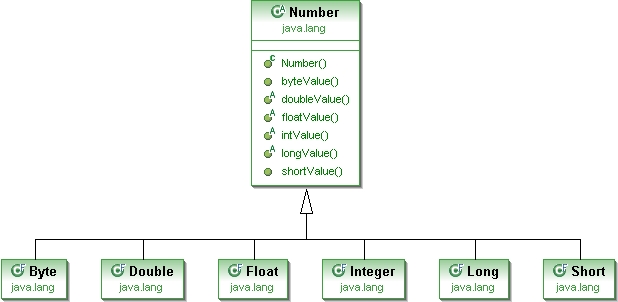 Number
java.lang
Number()
byteValue()
doubleValue()
floatValue()
intValue()
longValue()
shortValue()
Byte
java.lang
Double
java.lang
Float
java.lang
Integer
java.lang
Long
java.lang
Short
java.lang